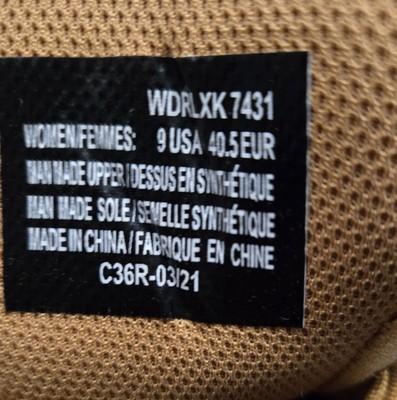 WDRLXK 7431
WOMEN/FEMMES: 9 USA 40.5 EUR
MAN MADE UPPER/DESSUS EN SYNTHÉTIQUE
MAN MADE SOLE/SEMELLE SYNTHÉTIQUE
MADE IN CHINA/FABRIQUE EN CHINE
C36R-03/21